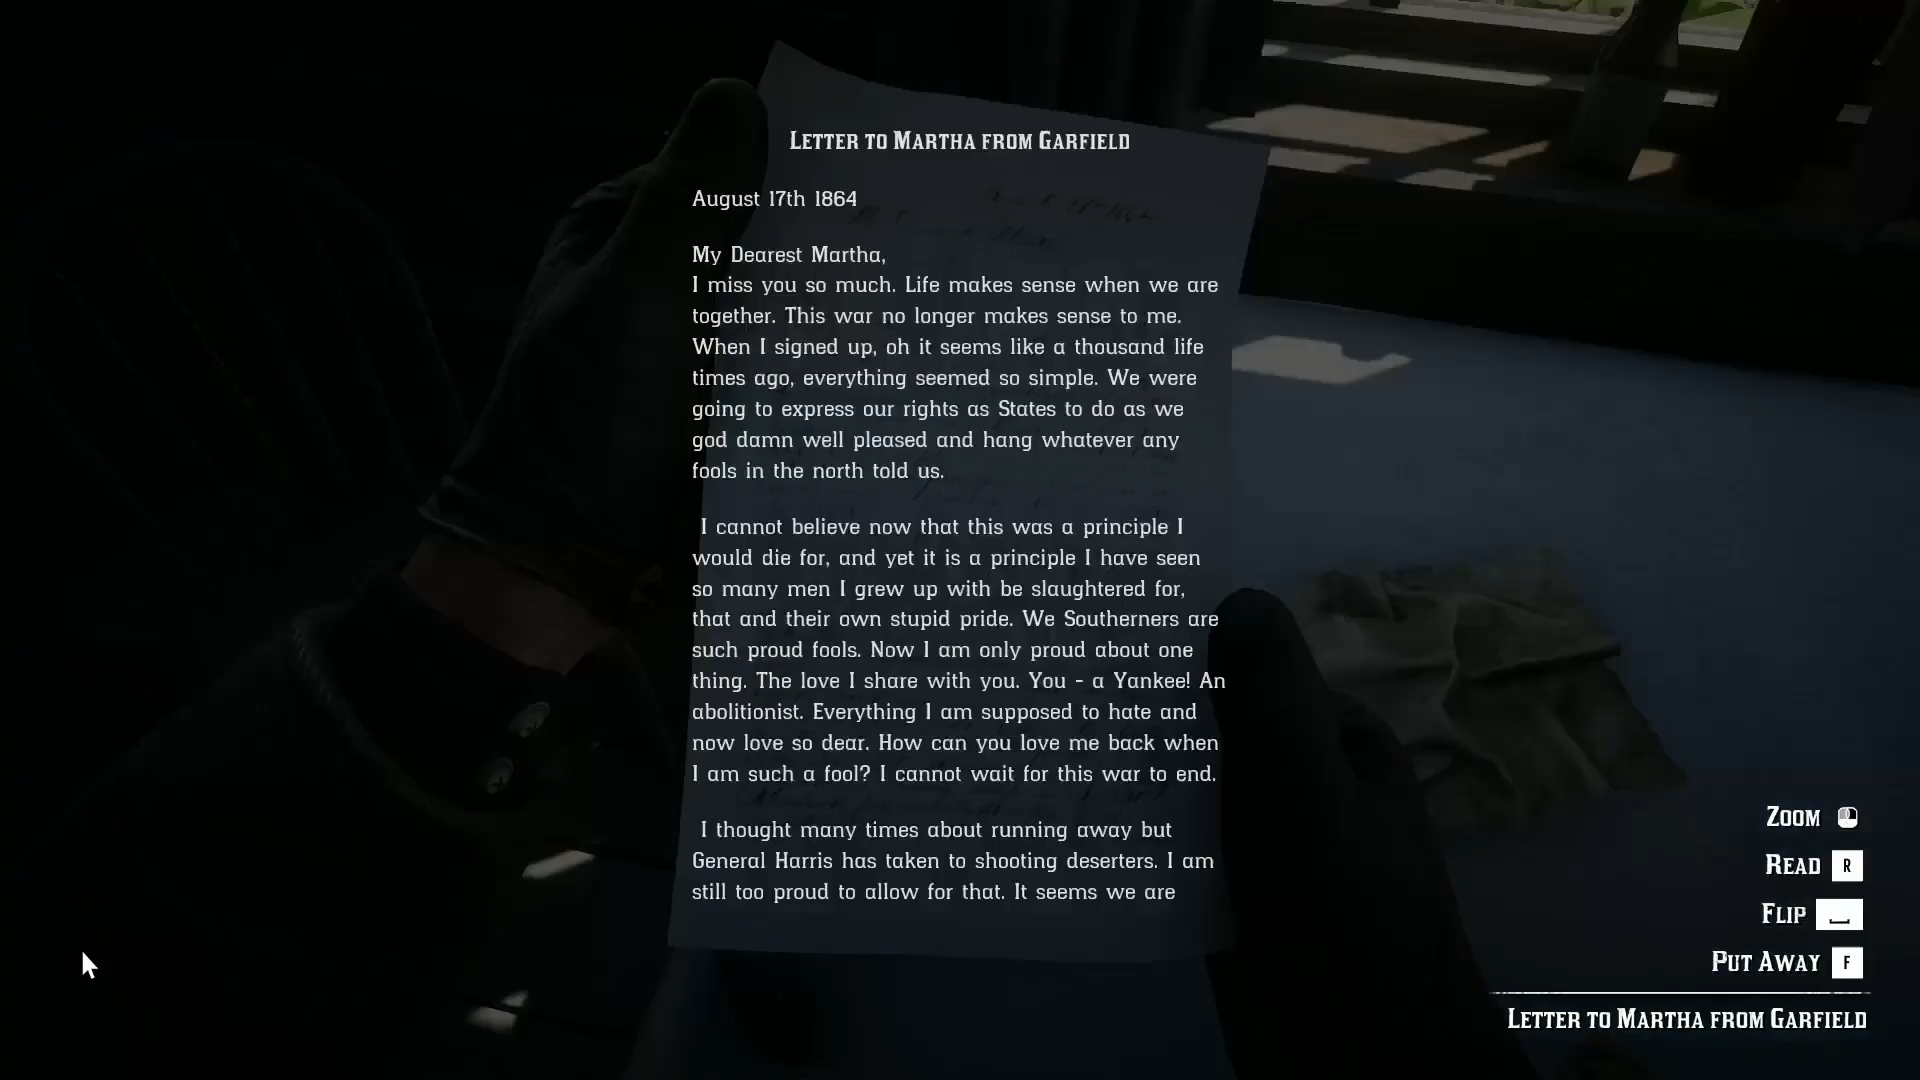 Letter to Martha from Garfield
August 17th 1864
My Dearest Martha,
I miss you so much. Life makes sense when we are
together. This war no longer makes sense to me.
When I signed up, oh it seems like a thousand life
times ago, everything seemed so simple. We were
going to express our rights as States to do as we
god damn well pleased and hang whatever any
fools in the north told us.
I cannot believe now that this was a principle I
would die for, and yet it is a principle I have seen
so many men I grew up with be slaughtered for,
that and their own stupid pride. We Southerners are
such proud fools. Now I am only proud about one
thing. The love I share with you. You - a Yankee! An
abolitionist. Everything I am supposed to hate and
now love so dear. How can you love me back when
I am such a fool? I cannot wait for this war to end.
I thought many times about running away but
General Harris has taken to shooting deserters. I am
still too proud to allow for that. It seems we are
Zoom
Read R
Flip
Put Away F
Letter to Martha from Garfield